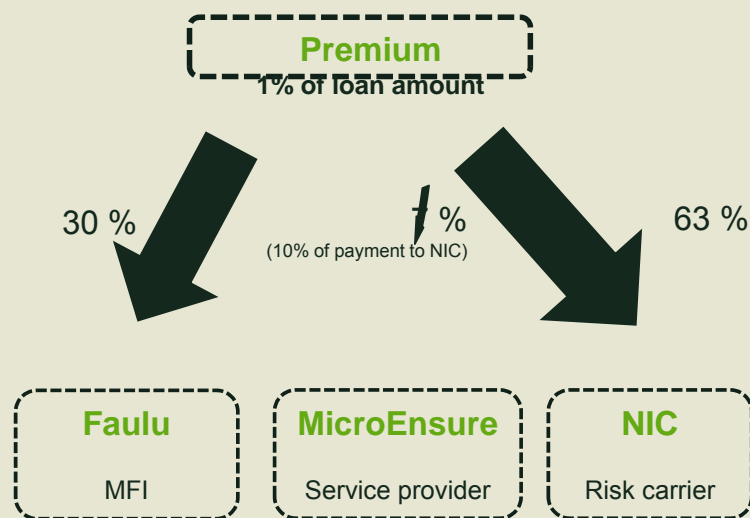 Premium
1% of loan amount
30 %
%
63 %
(10% of payment to NIC)
Faulu
MicroEnsure
NIC
MFI
Service provider
Risk carrier